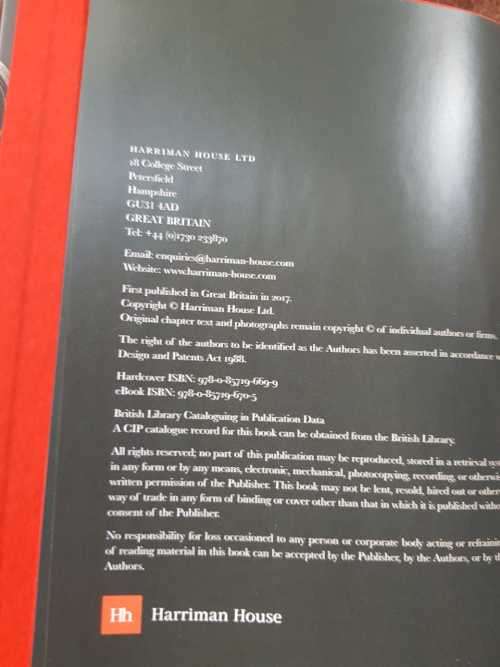 HARRIMAN HOUSE LTD
18 College Street
Petersfield
Hampshire
GU31 4AD
GREAT BRITAIN
Tel: +44 (0)1730 233870
Email: enquiries@harriman-house.com
Website: www.harriman-house.com
First published in Great Britain in 2017.
Copyright © Harriman House Ltd.
Original chapter text and photographs remain copyright © of individual authors or firms.
The right of the authors to be identified as the Authors has been asserted in accordance
Design and Patents Act 1988.
Hardcover ISBN: 978-0-85719-669-9
eBook ISBN: 978-0-85719-670-5
British Library Cataloguing in Publication Data
A CIP catalogue record for this book can be obtained from the British Library.
All rights reserved; no part of this publication may be reproduced, stored in a retrieval
in any form or by any means, electronic, mechanical, photocopying, recording, or
written permission of the Publisher. This book may not be lent, resold, hired out or
way of trade in any form of binding or cover other than that in which it is published
consent of the Publisher.
No responsibility for loss occasioned to any person or corporate body acting or
of reading material in this book can be accepted by the Publisher, by the Authors, or by
Authors.
Hh Harriman House